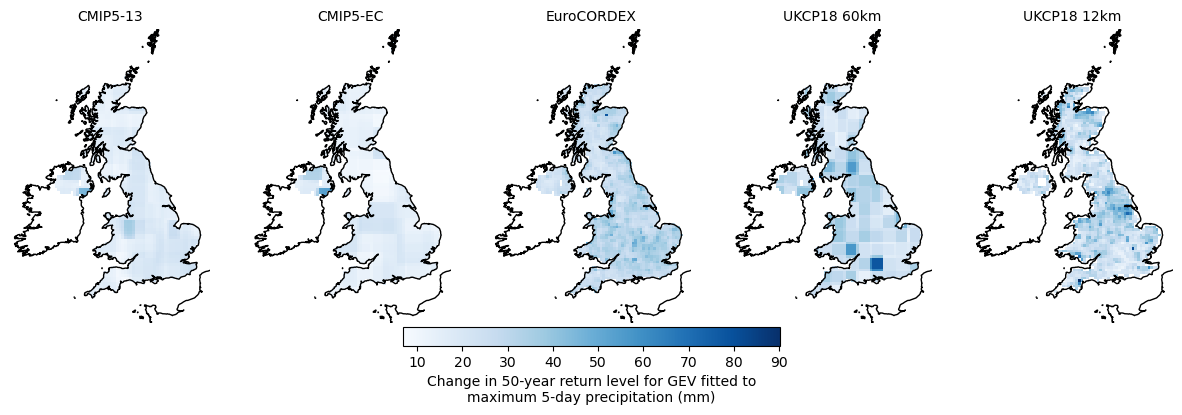 CMIP5-13 CMIP5-EC EuroCORDEX UKCP18 60km UKCP18 12km
10 20 30 40 50 60 70 80 90
Change in 50-year return level for GEV fitted to
maximum 5-day precipitation (mm)